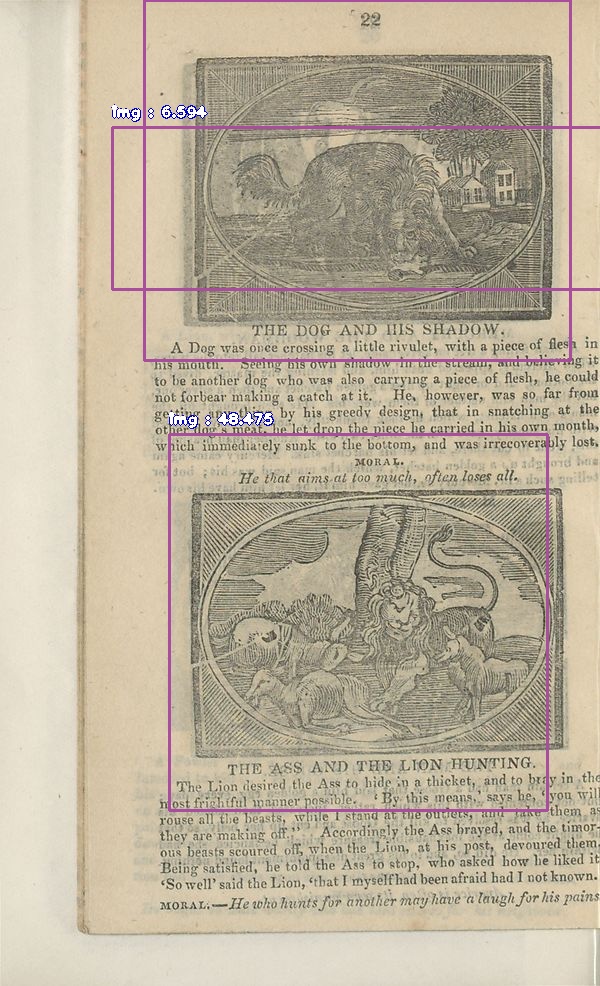 22
img : 6.594
THE DOG AND HIS SHADOW.
A Dog was once crossing a little rivulet, with a piece of flesh in
his mouth. Seeing his own shadow in the stream, and believing it
to be another dog who was also carrying a piece of flesh, he could
not forbear making a catch at it. He, however, was so far from
getting any thing by his greedy design, that in snatching at the
other dog's meat, he let drop the piece he carried in his own mouth,
which immediately sunk to the bottom, and was irrecoverably lost.
img : 48.475
MORAL.
He that aims at too much, often loses all.
THE ASS AND THE LION HUNTING.
The Lion desired the Ass to hide in a thicket, and to bray in the
most frightful manner possible. 'By this means,' says he, 'you will
rouse all the beasts, while I stand at the outlets, and take them as
they are making off." Accordingly the Ass brayed, and the timor-
ous beasts scoured off, when the Lion, at his post, devoured them.
Being satisfied, he told the Ass to stop, who asked how he liked it
'So well' said the Lion, 'that I myself had been afraid had I not known.
MORAL.—He who hunts for another may have a laugh for his pains